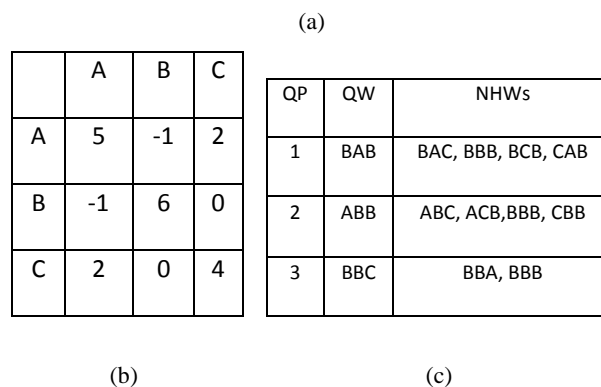 (a)
A B C
A 5 -1 2
B -1 6 0
C 2 0 4
QP QW NHWs
1 BAB BAC, BBB, BCB, CAB
2 ABB ABC, ACB,BBB, CBB
3 BBC BBA, BBB
(b) (c)